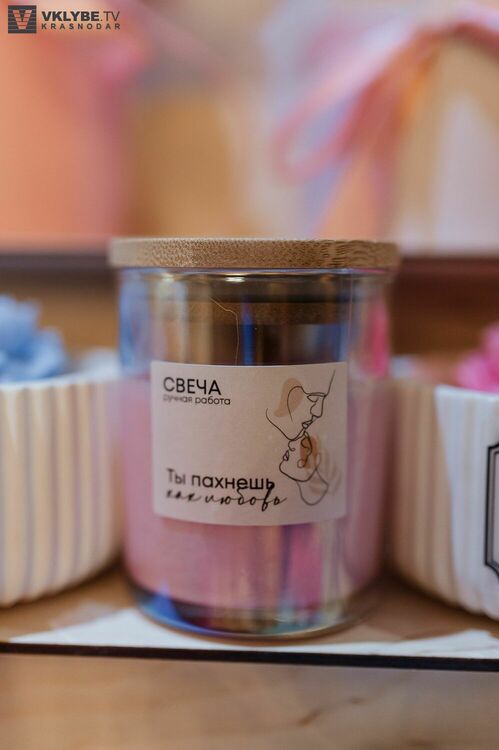 VKLYBE.TV
KRASNODAR
СВЕЧА
ручная работа
Ты пахнешь
как любовь